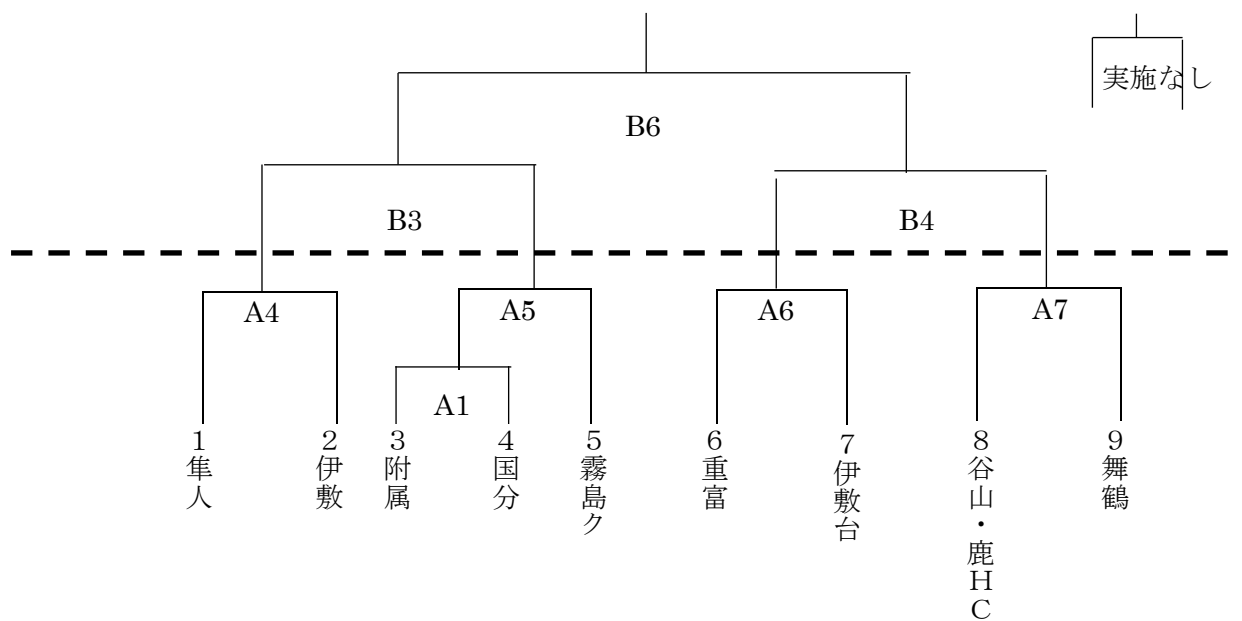 実施なし
B6
B3
B4
A4
A5
A6
A7
A1
１隼人
２伊敷
３附属
４国分
５霧島ク
６重富
７伊敷台
８谷山・鹿ＨＣ
９舞鶴